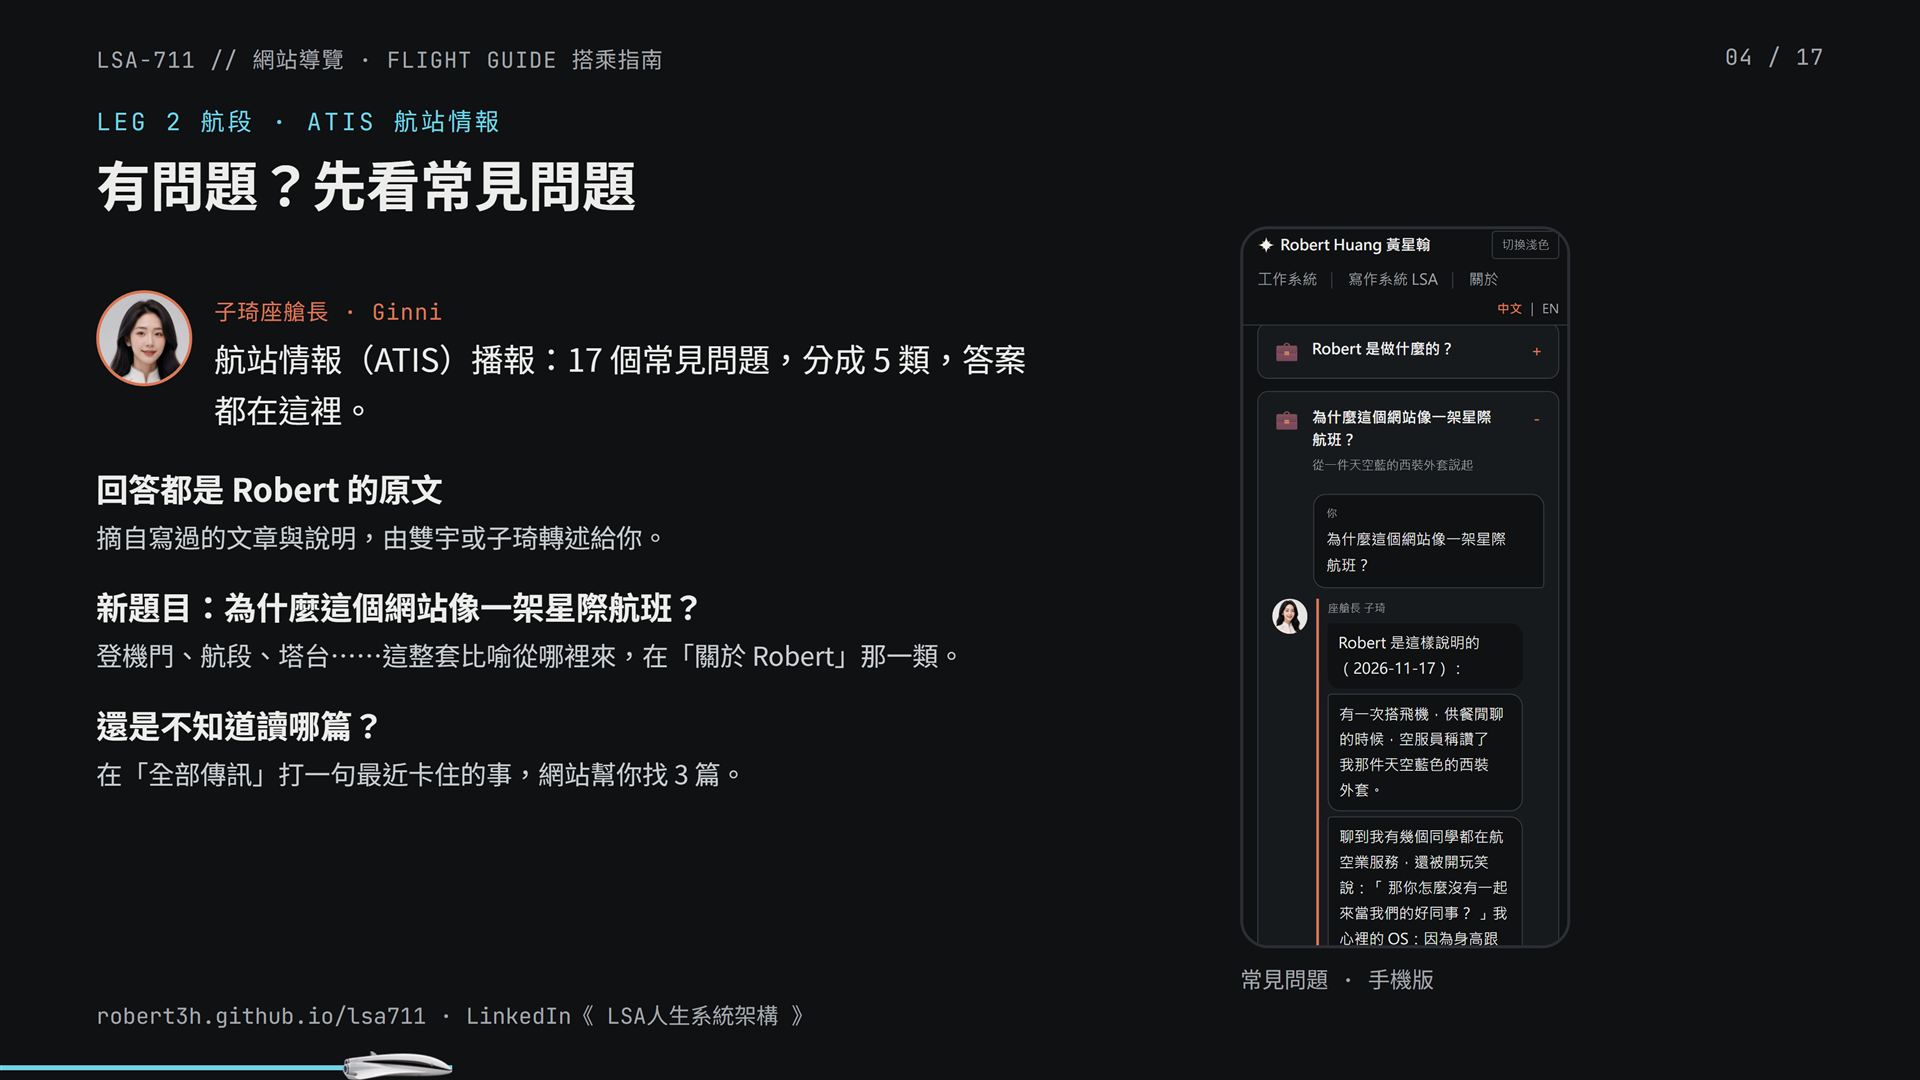 LSA-711 // 網站導覽 · FLIGHT GUIDE 搭乘指南
04 / 17
LEG 2 航段 · ATIS 航站情報
有問題？先看常見問題
子琦座艙長 · Ginni
航站情報（ATIS）播報：17 個常見問題，分成 5 類，答案
都在這裡。
回答都是 Robert 的原文
摘自寫過的文章與說明，由雙宇或子琦轉述給你。
新題目：為什麼這個網站像一架星際航班？
登機門、航段、塔台⋯⋯這整套比喻從哪裡來，在「關於 Robert」那一類。
還是不知道讀哪篇？
在「全部傳訊」打一句最近卡住的事，網站幫你找 3 篇。
Robert Huang 黃星翰
切換淺色
工作系統 | 寫作系統 LSA | 關於
中文 | EN
Robert 是做什麼的？ +
為什麼這個網站像一架星際 -
航班？
從一件天空藍的西裝外套說起
你
為什麼這個網站像一架星際
航班？
座艙長 子琦
Robert 是這樣說明的
（2026-11-17）：
有一次搭飛機，供餐閒聊
的時候，空服員稱讚了
我那件天空藍色的西裝
外套。
聊到我有幾個同學都在航
空業服務，還被開玩笑
說：「 那你怎麼沒有一起
來當我們的好同事？ 」我
心裡的 OS：因為身高跟
常見問題 · 手機版
robert3h.github.io/lsa711 · LinkedIn《 LSA人生系統架構 》